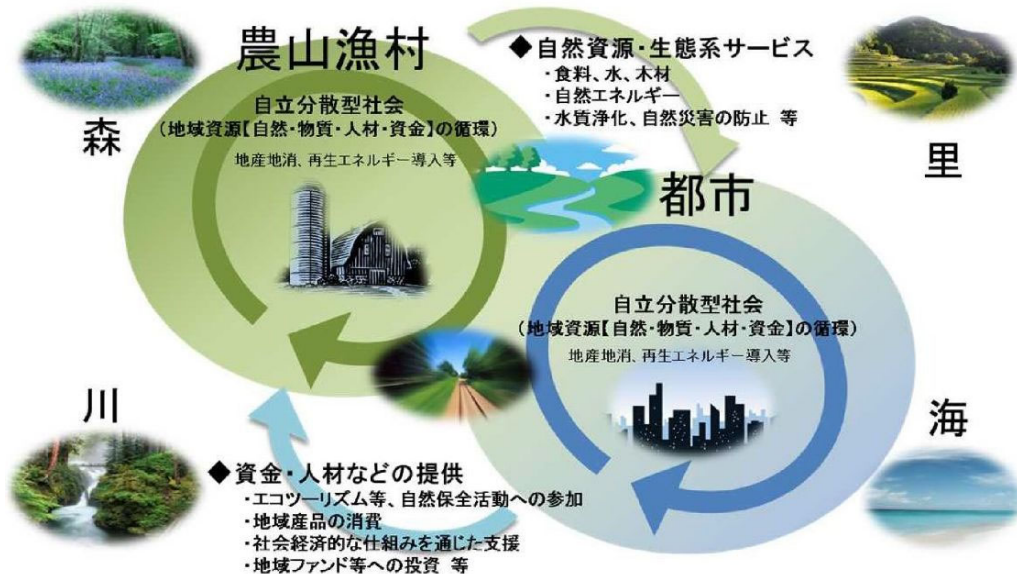 農山漁村
自立分散型社会
(地域資源【自然・物質・人材・資金】の循環)
地産地消、再生エネルギー導入等
◆自然資源・生態系サービス
・食料、水、木材
・自然エネルギー
・水質浄化、自然災害の防止 等
森
里
都市
自立分散型社会
(地域資源【自然・物質・人材・資金】の循環)
地産地消、再生エネルギー導入等
川
海
◆資金・人材などの提供
・エコツーリズム等、自然保全活動への参加
・地域産品の消費
・社会経済的な仕組みを通じた支援
・地域ファンド等への投資 等